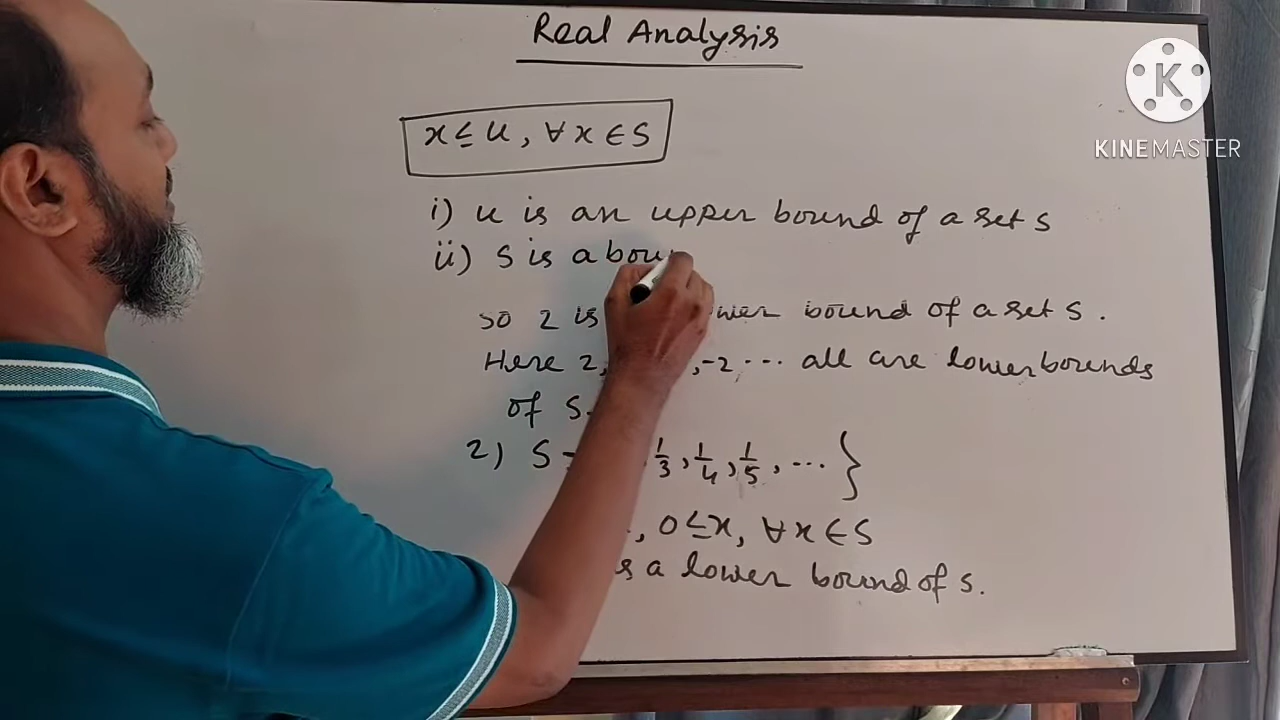 Real Analysis
x ≤ u, ∀ x ∈ S
i) u is an upper bound of a set S
ii) S is a bou
so 2 is bound of a set S.
Here 2, , -2, ... all are lower bounds
of S.
2) S 1/3, 1/4, 1/5, ... }
, 0 ≤ x, ∀ x ∈ S
a lower bound of S.
K
KINEMASTER